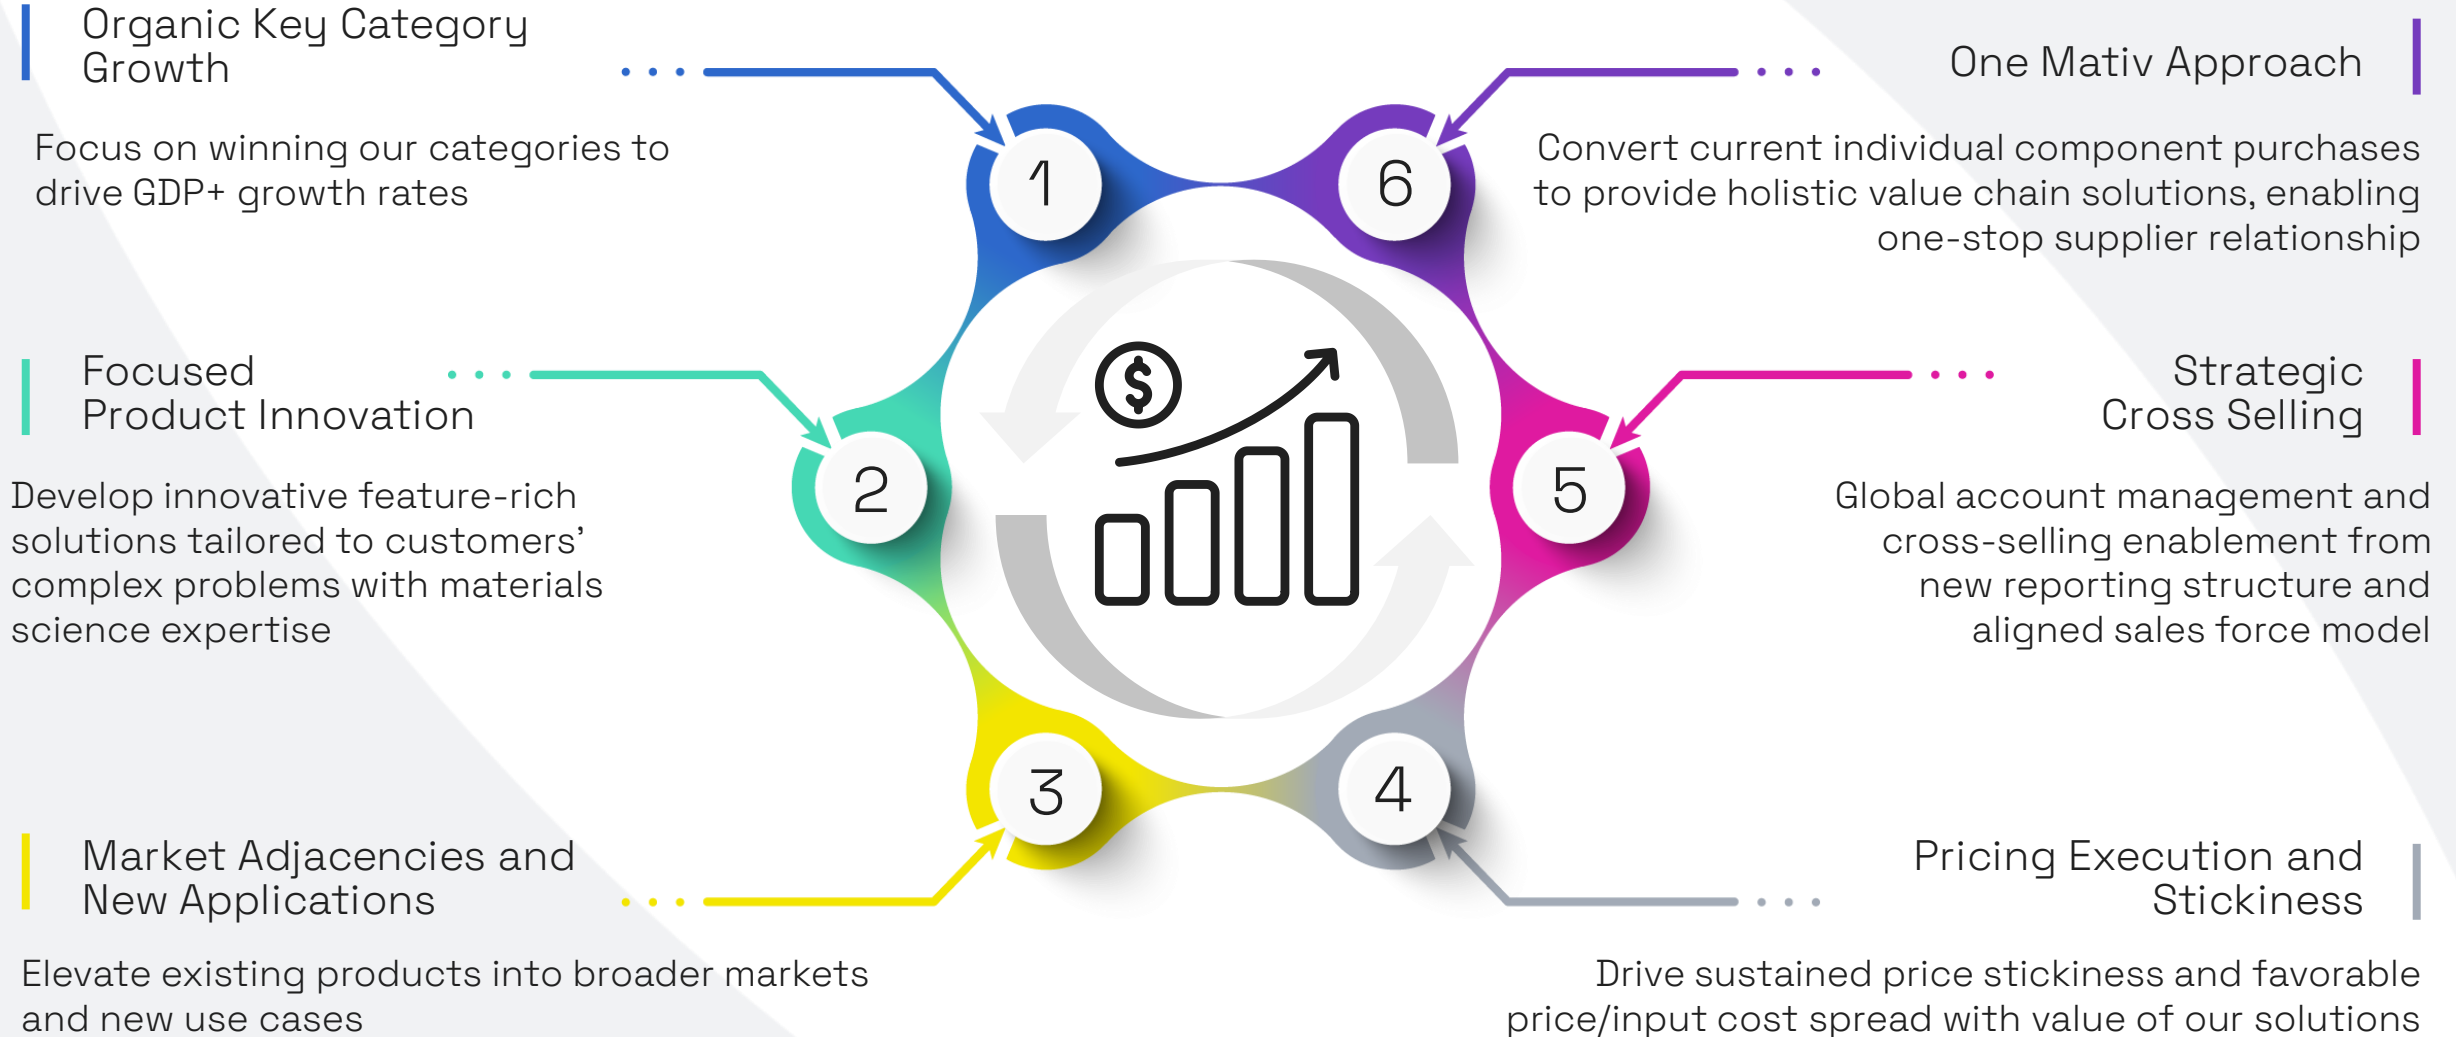 Organic Key Category
Growth
Focus on winning our categories to
drive GDP+ growth rates
1
Focused
Product Innovation
Develop innovative feature-rich
solutions tailored to customers’
complex problems with materials
science expertise
2
Market Adjacencies and
New Applications
Elevate existing products into broader markets
and new use cases
3
$
4
Pricing Execution and
Stickiness
Drive sustained price stickiness and favorable
price/input cost spread with value of our solutions
5
Strategic
Cross Selling
Global account management and
cross-selling enablement from
new reporting structure and
aligned sales force model
6
One Mativ Approach
Convert current individual component purchases
to provide holistic value chain solutions, enabling
one-stop supplier relationship